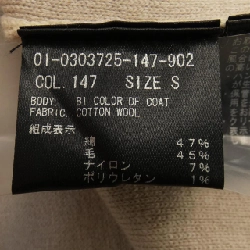 01-0303725-147-902
COL. 147 SIZE S
BODY BI COLOR OF COAT
FABRIC COTTON WOOL
組成表示
綿 47%
毛 45%
ナイロン 7%
ポリウレタン 1%